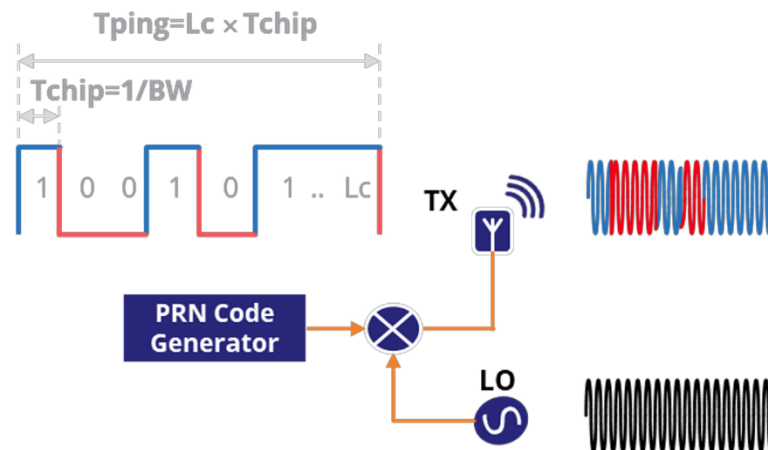 Tping=Lc × Tchip
Tchip=1/BW
1 0 0 1 0 1 .. Lc
TX
PRN Code
Generator
LO